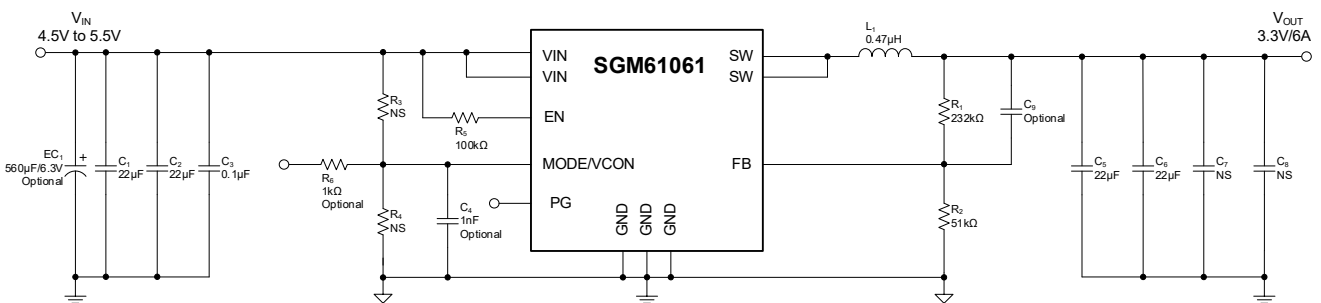 VIN
4.5V to 5.5V
VOUT
3.3V/6A
L1
0.47μH
SGM61061
VIN
VIN
EN
MODE/VCON
PG
SW
SW
FB
GND
GND
GND
EC1
560μF/6.3V
Optional
+
C1
22μF
C2
22μF
C3
0.1μF
R3
NS
R5
100kΩ
R6
1kΩ
Optional
R4
NS
C4
1nF
Optional
R1
232kΩ
C9
Optional
R2
51kΩ
C5
22μF
C6
22μF
C7
NS
C8
NS